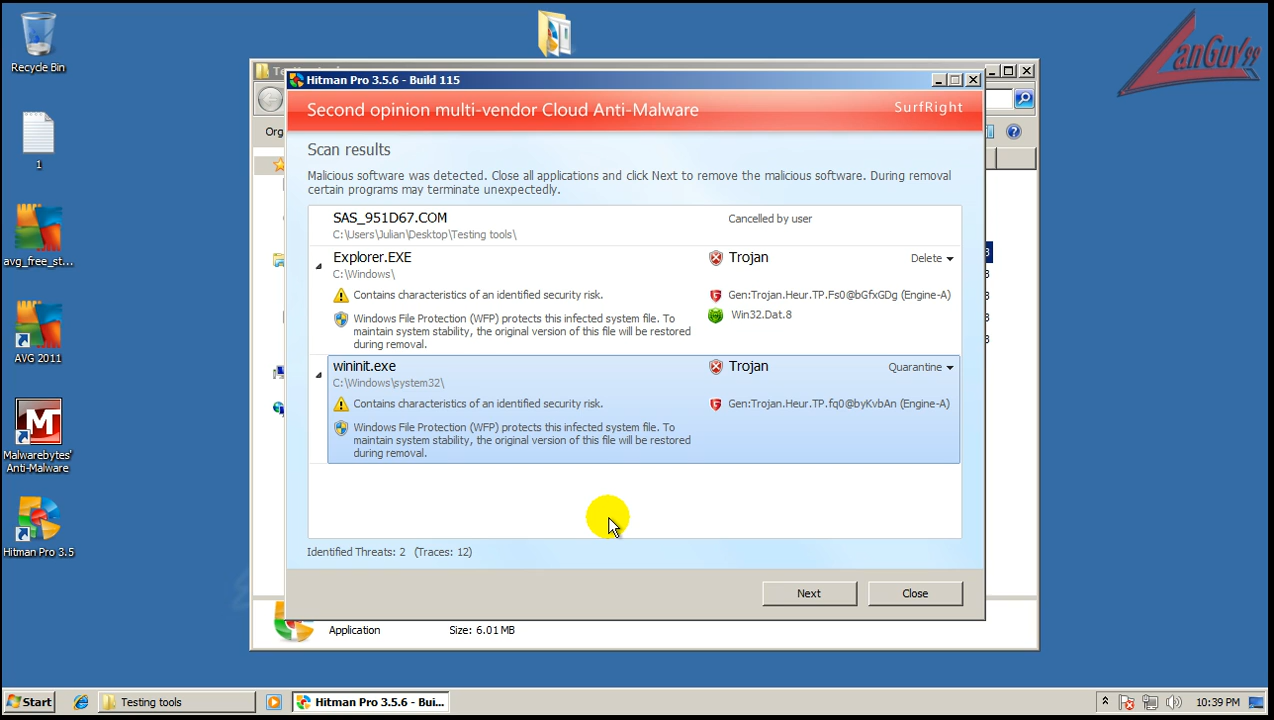 Recycle Bin
1
avg_free_st...
AVG 2011
Malwarebytes'
Anti-Malware
Hitman Pro 3.5
anGuy99
Hitman Pro 3.5.6 - Build 115
Org
Second opinion multi-vendor Cloud Anti-Malware
SurfRight
Scan results
Malicious software was detected. Close all applications and click Next to remove the malicious software. During removal
certain programs may terminate unexpectedly.
SAS_951D67.COM
Cancelled by user
C:\Users\Julian\Desktop\Testing tools\
Explorer.EXE
Trojan
Delete
C:\Windows\
Contains characteristics of an identified security risk.
Gen:Trojan.Heur.TP.Fs0@bGfxGDg (Engine-A)
Windows File Protection (WFP) protects this infected system file. To
maintain system stability, the original version of this file will be restored
during removal.
Win32.Dat.8
wininit.exe
Trojan
Quarantine
C:\Windows\system32\
Contains characteristics of an identified security risk.
Gen:Trojan.Heur.TP.fq0@byKvbAn (Engine-A)
Windows File Protection (WFP) protects this infected system file. To
maintain system stability, the original version of this file will be restored
during removal.
Identified Threats: 2 (Traces: 12)
Next
Close
Application
Size: 6.01 MB
Start
Testing tools
Hitman Pro 3.5.6 - Bui...
10:39 PM